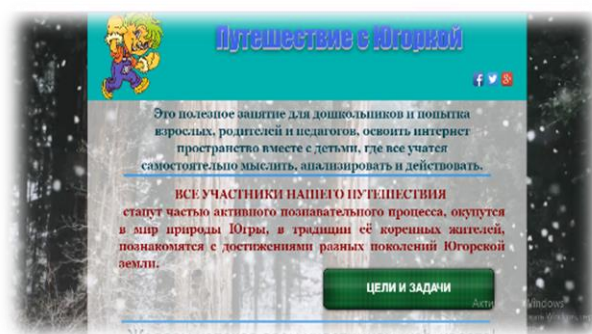 Путешествие с Югоркой
Это полезное занятие для дошкольников и попытка
взрослых, родителей и педагогов, освоить интернет
пространство вместе с детьми, где все учатся
самостоятельно мыслить, анализировать и действовать.
ВСЕ УЧАСТНИКИ НАШЕГО ПУТЕШЕСТВИЯ
станут частью активного познавательного процесса, окунутся
в мир природы Югры, в традиции её коренных жителей,
познакомятся с достижениями разных поколений Югорской
земли.
ЦЕЛИ И ЗАДАЧИ
Windows